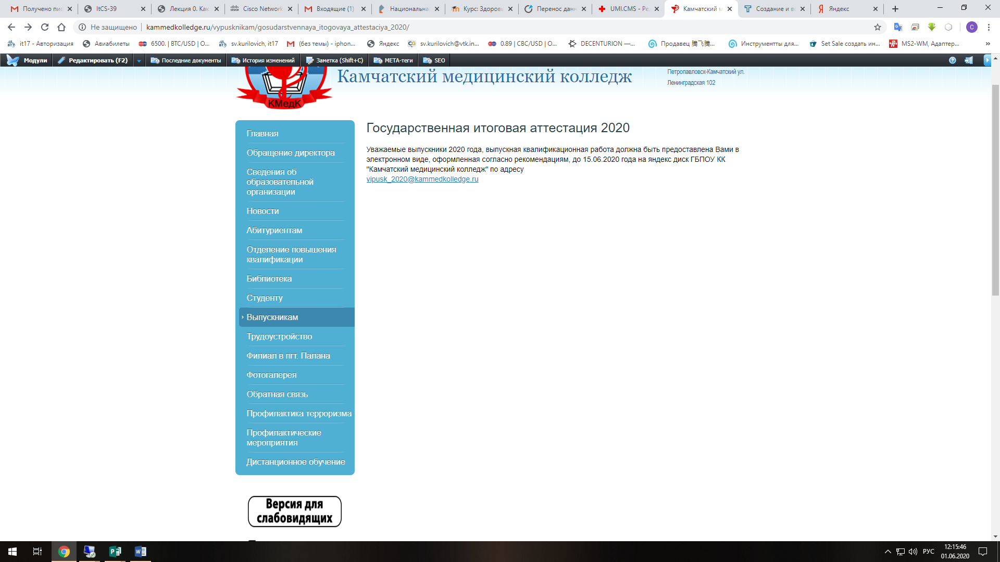 Получено пис
ItCS-39
Лекция 0. Как
Cisco Network
Входящие (1)
Национальна
Курс: Здоровь
Перенос данн
UMI.CMS - Ре
Камчатский м
Создание и в
Яндекс
Не защищено
kammedkolledge.ru/vypusknikam/gosudarstvennaya_itogovaya_attestaciya_2020/
it17 - Авторизация
Авиабилеты
6500. | BTC/USD | O...
sv.kurilovich, it17
(без темы) - iphon...
Яндекс
sv.kurilovich@vtk.in...
0.89 | CBC/USD | O...
DECENTURION —...
Продавец 腾飞腾...
Инструментты для...
Set Sale создать ин...
MS2-WM, Адаптер...
»
Модули
Редактировать (F2)
Последние документы
История изменений
Заметка (Shift+C)
META-теги
SEO
Камчатский медицинский колледж
Петропавловск-Камчатский ул.
Ленинградская 102
КМедК
Главная
Обращение директора
Сведения об
образовательной
организации
Новости
Абитуриентам
Отделение повышения
квалификации
Библиотека
Студенту
› Выпускникам
Трудоустройство
Филиал в пгт. Палана
Фотогалерея
Обратная связь
Профилактика терроризма
Профилактические
мероприятия
Дистанционное обучение
Версия для
слабовидящих
Государственная итоговая аттестация 2020
Уважаемые выпускники 2020 года, выпускная квалификационная работа должна быть предоставлена Вами в
электронном виде, оформленная согласно рекомендациям, до 15.06.2020 года на яндекс диск ГБПОУ КК
"Камчатский медицинский колледж" по адресу
vipusk_2020@kammedkolledge.ru
РУС
12:15:46
01.06.2020